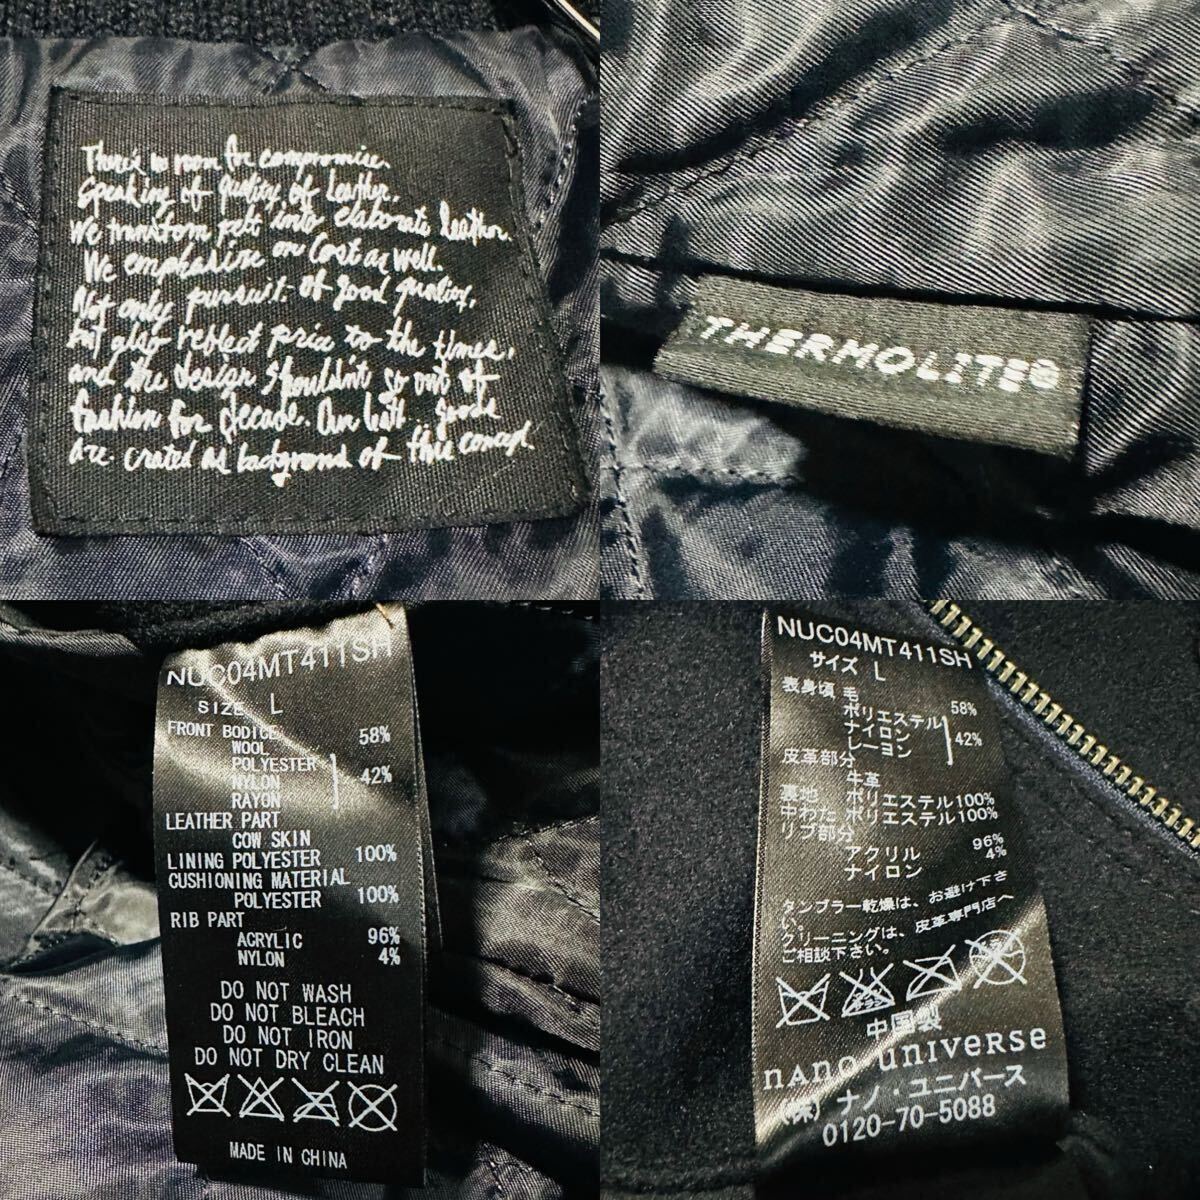 There's no room for compromise.
Speaking of quality of leather.
We transform pelt into elaborate leather.
We emphasize on cost as well.
Not only pursuit of good quality,
but also reflect price to the times,
and the design shouldn't go out of
fashion for decade. Our leath. goods
are crated as background of this concept.
THERMOLITE®
NUC04MT411SH
SIZE L
FRONT BODICE
WOOL 58%
POLYESTER
NYLON 42%
RAYON
LEATHER PART
COW SKIN
LINING POLYESTER 100%
CUSHIONING MATERIAL
POLYESTER 100%
RIB PART
ACRYLIC 96%
NYLON 4%
DO NOT WASH
DO NOT BLEACH
DO NOT IRON
DO NOT DRY CLEAN
MADE IN CHINA
NUC04MT411SH
サイズ L
表身頃 毛 58%
ポリエステル
ナイロン 42%
レーヨン
皮革部分
牛革
裏地 ポリエステル100%
中わた ポリエステル100%
リブ部分
アクリル 96%
ナイロン 4%
タンブラー乾燥は、お避け下さ
い。
クリーニングは、皮革専門店へ
ご相談下さい。
中国製
nano universe
(株) ナノ・ユニバース
0120-70-5088